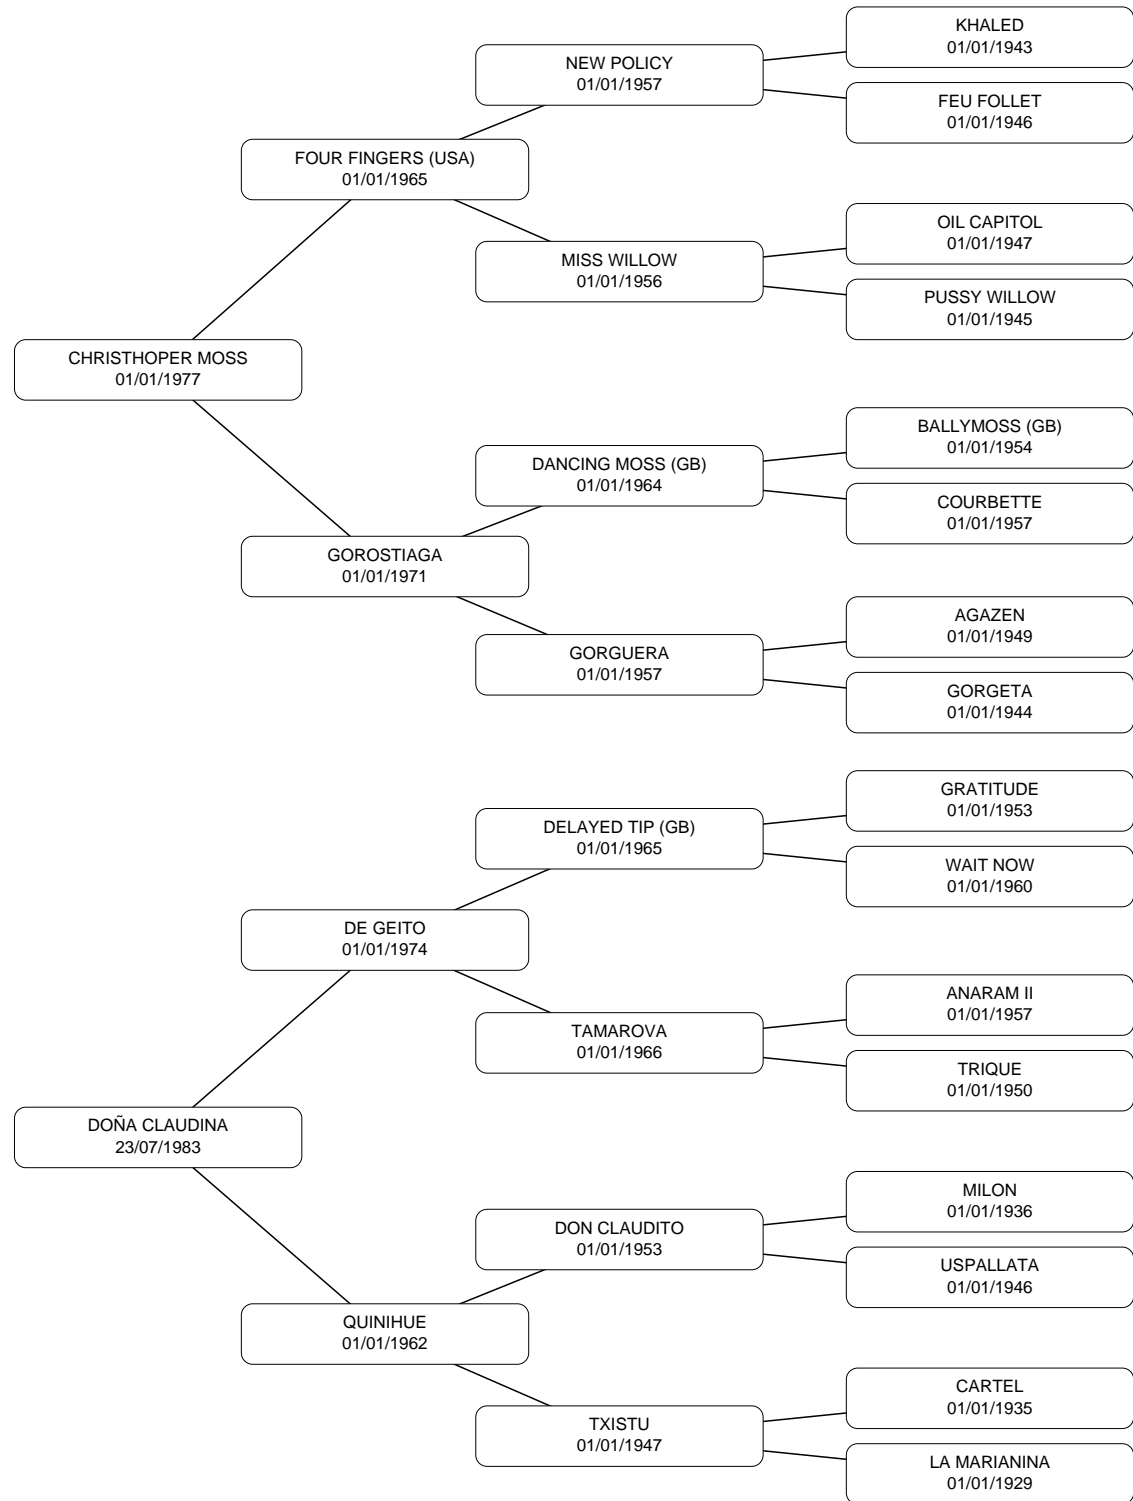 KHALED
01/01/1943
NEW POLICY
01/01/1957
FEU FOLLET
01/01/1946
FOUR FINGERS (USA)
01/01/1965
OIL CAPITOL
01/01/1947
MISS WILLOW
01/01/1956
PUSSY WILLOW
01/01/1945
CHRISTHOPER MOSS
01/01/1977
BALLYMOSS (GB)
01/01/1954
DANCING MOSS (GB)
01/01/1964
COURBETTE
01/01/1957
GOROSTIAGA
01/01/1971
AGAZEN
01/01/1949
GORGUERA
01/01/1957
GORGETA
01/01/1944
GRATITUDE
01/01/1953
DELAYED TIP (GB)
01/01/1965
WAIT NOW
01/01/1960
DE GEITO
01/01/1974
ANARAM II
01/01/1957
TAMAROVA
01/01/1966
TRIQUE
01/01/1950
DOÑA CLAUDINA
23/07/1983
MILON
01/01/1936
DON CLAUDITO
01/01/1953
USPALLATA
01/01/1946
QUINIHUE
01/01/1962
CARTEL
01/01/1935
TXISTU
01/01/1947
LA MARIANINA
01/01/1929